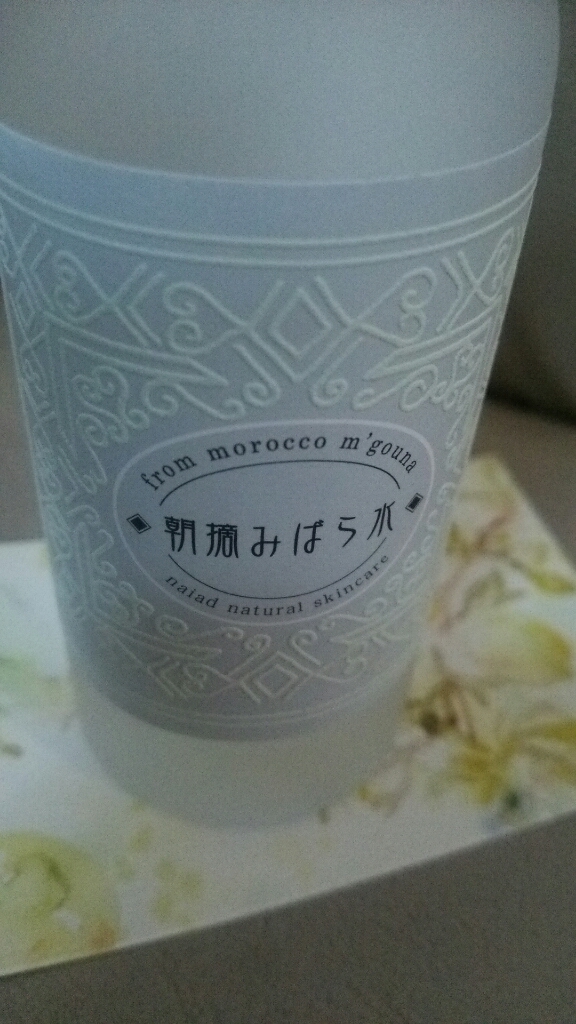 from morocco m'gouna
朝摘みばら水
naiad natural skincare